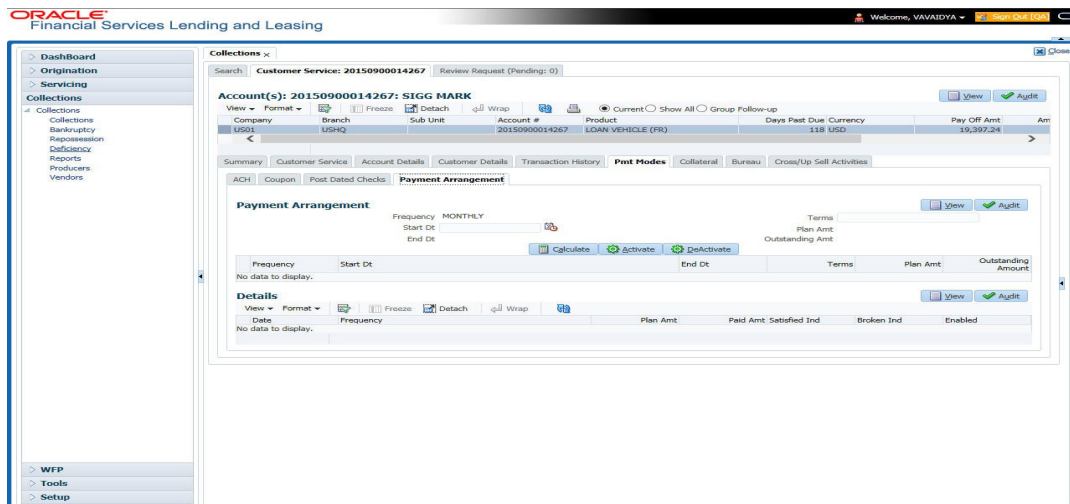 ORACLE
Financial Services Lending and Leasing
Welcome, VAVAIDYA
Sign Out [QA]
DashBoard
Origination
Servicing
Collections
Collections
Collections
Bankruptcy
Repossession
Deficiency
Reports
Producers
Vendors
WFP
Tools
Setup
Collections
Close
Search Customer Service: 20150900014267 Review Request (Pending: 0)
Account(s): 20150900014267: SIGG MARK
View Audit
View Format Freeze Detach Wrap Current Show All Group Follow-up
Company Branch Sub Unit Account # Product Days Past Due Currency Pay Off Amt Am
US01 USHQ 20150900014267 LOAN VEHICLE (FR) 118 USD 19,397.24
Summary Customer Service Account Details Customer Details Transaction History Pmt Modes Collateral Bureau Cross/Up Sell Activities
ACH Coupon Post Dated Checks Payment Arrangement
Payment Arrangement
View Audit
Frequency MONTHLY Terms
Start Dt Plan Amt
End Dt Outstanding Amt
Calculate Activate DeActivate
Frequency Start Dt End Dt Terms Plan Amt Outstanding Amount
No data to display.
Details
View Audit
View Format Freeze Detach Wrap
Date Frequency Plan Amt Paid Amt Satisfied Ind Broken Ind Enabled
No data to display.